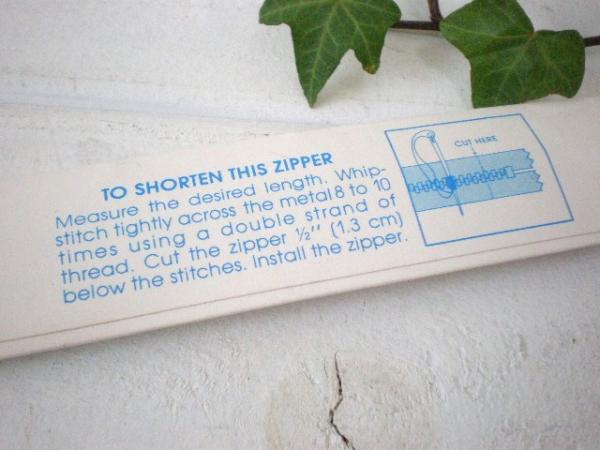 TO SHORTEN THIS ZIPPER
Measure the desired length. Whip-
stitch tightly across the metal 8 to 10
times using a double strand of
thread. Cut the zipper ½" (1.3 cm)
below the stitches. Install the zipper.
CUT HERE